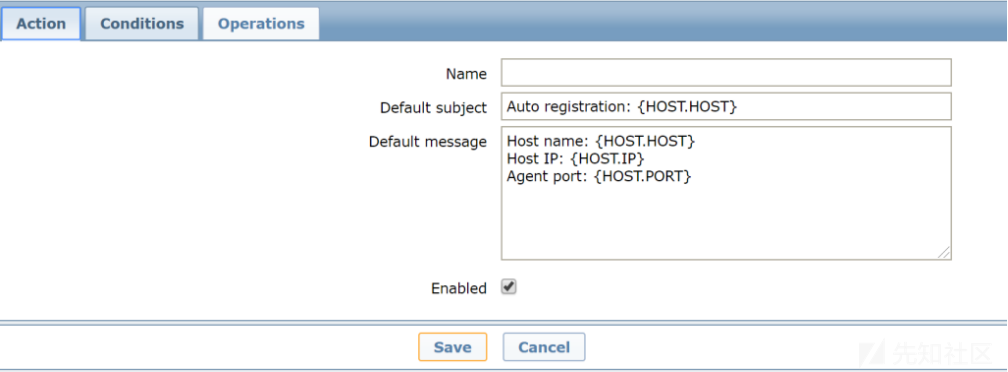 Action Conditions Operations
Name
Default subject Auto registration: {HOST.HOST}
Default message Host name: {HOST.HOST}
Host IP: {HOST.IP}
Agent port: {HOST.PORT}
Enabled
Save Cancel
先知社区